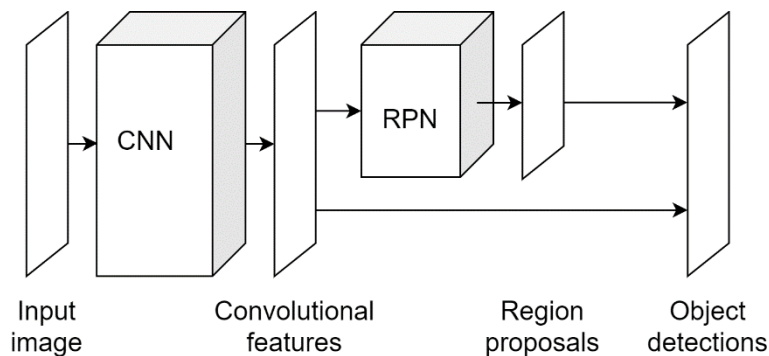 CNN
RPN
Input
image
Convolutional
features
Region
proposals
Object
detections